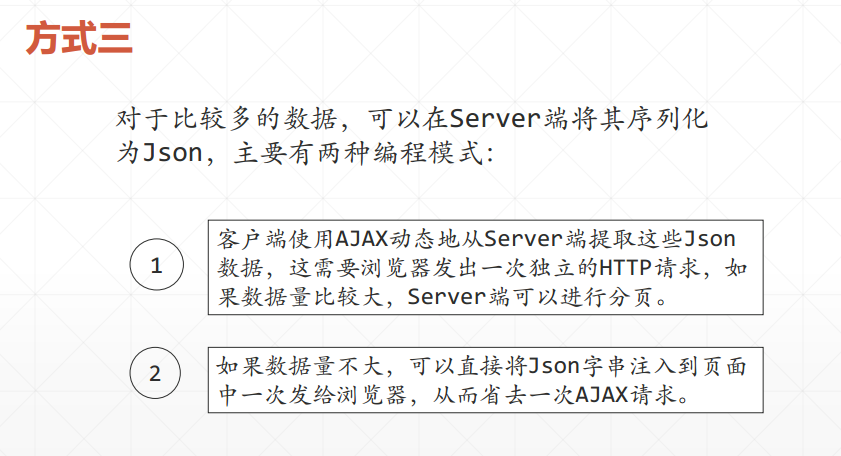 方式三
对于比较多的数据，可以在Server端将其序列化
为Json，主要有两种编程模式：
1
客户端使用AJAX动态地从Server端提取这些Json
数据，这需要浏览器发出一次独立的HTTP请求，如
果数据量比较大，Server端可以进行分页。
2
如果数据量不大，可以直接将Json字串注入到页面
中一次发给浏览器，从而省去一次AJAX请求。